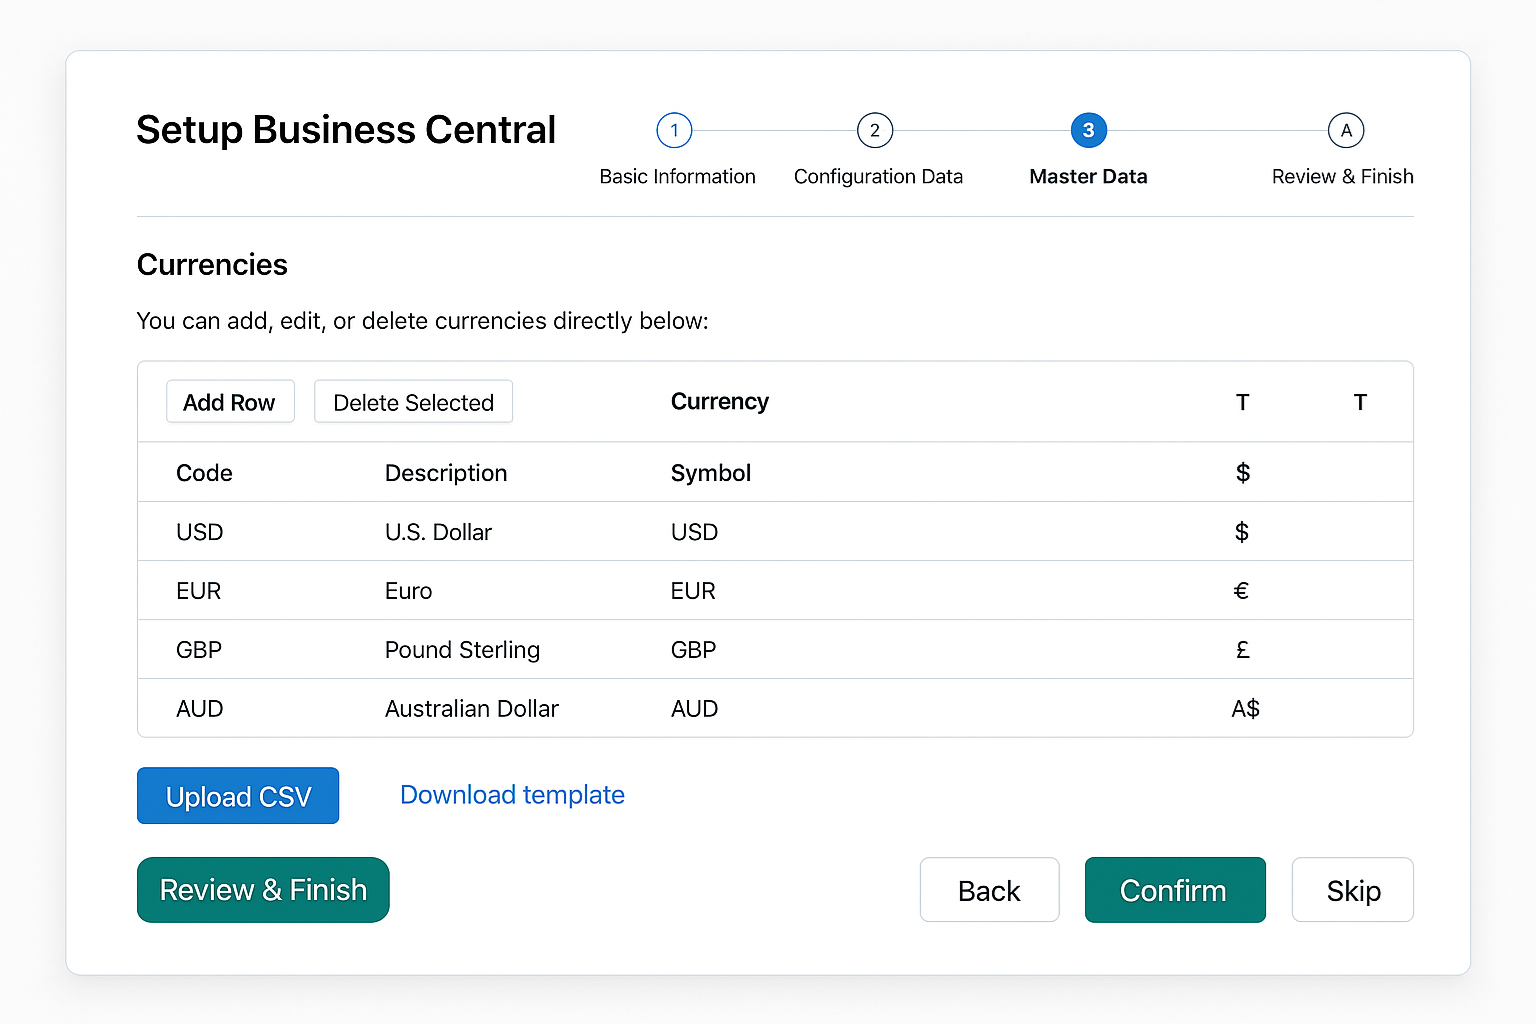 Setup Business Central
1 2 3 A
Basic Information Configuration Data Master Data Review & Finish
Currencies
You can add, edit, or delete currencies directly below:
Add Row Delete Selected Currency T T
Code Description Symbol $
USD U.S. Dollar USD $
EUR Euro EUR €
GBP Pound Sterling GBP £
AUD Australian Dollar AUD A$
Upload CSV Download template
Review & Finish Back Confirm Skip